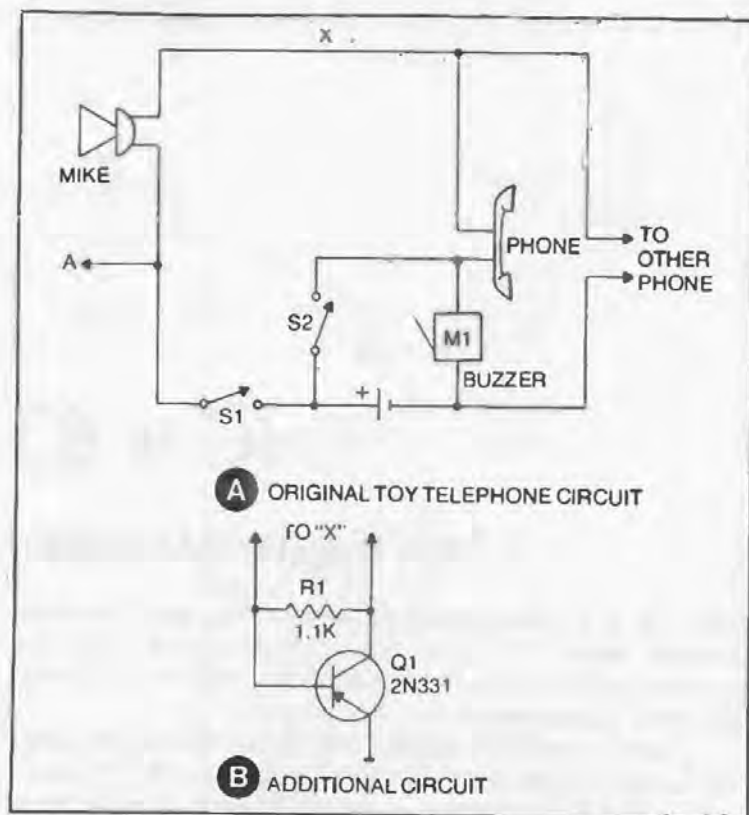 X
MIKE
A
PHONE
TO
OTHER
PHONE
S2
M1
BUZZER
+
S1
A ORIGINAL TOY TELEPHONE CIRCUIT
TO "X"
R1
1.1K
Q1
2N331
B ADDITIONAL CIRCUIT